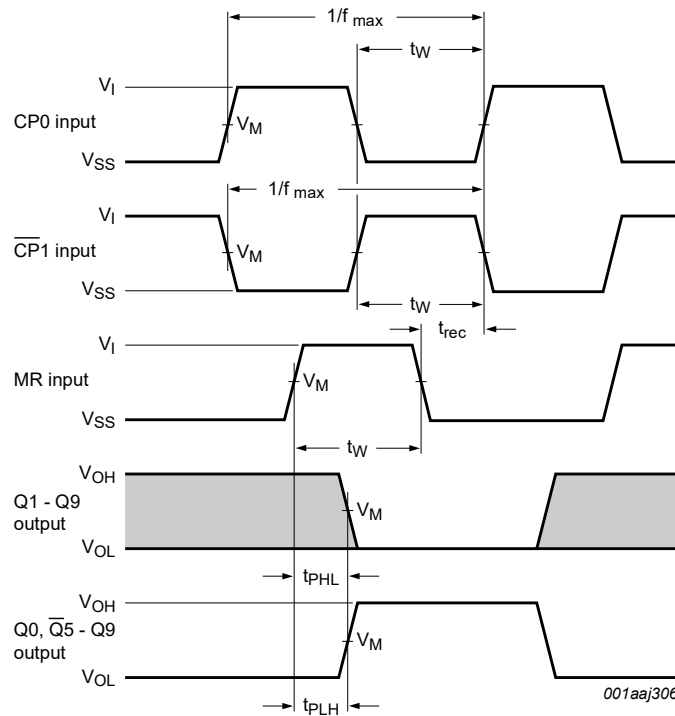 1/f max
tW
VI
CP0 input
VM
VSS
1/f max
VI
CP1 input
VM
VSS
tW
trec
VI
MR input
VM
VSS
tW
VOH
Q1 - Q9
output
VM
VOL
tPHL
VOH
Q0, Q5 - Q9
output
VM
VOL
tPLH
001aaj306